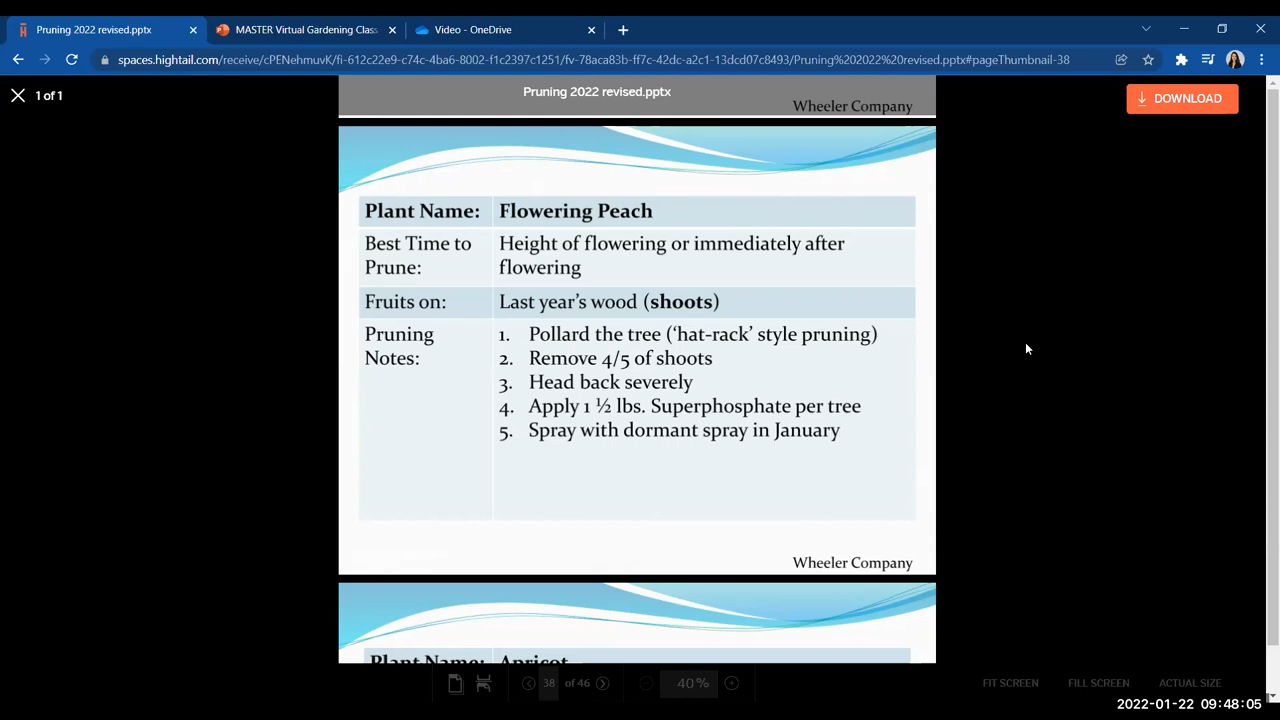 Pruning 2022 revised.pptx
MASTER Virtual Gardening Class
Video - OneDrive
spaces.hightail.com/receive/cPENehmuvK/fi-612c22e9-c74c-4ba6-8002-f1c2397c1251/fv-78aca83b-ff7c-42dc-a2c1-13dcd07c8493/Pruning%202022%20revised.pptx#pageThumbnail-38
1 of 1
Pruning 2022 revised.pptx
DOWNLOAD
Wheeler Company
Plant Name: Flowering Peach
Best Time to Prune: Height of flowering or immediately after
flowering
Fruits on: Last year's wood (shoots)
Pruning Notes:
1. Pollard the tree ('hat-rack' style pruning)
2. Remove 4/5 of shoots
3. Head back severely
4. Apply 1 ½ lbs. Superphosphate per tree
5. Spray with dormant spray in January
Wheeler Company
Plant Name: Apricot
38 of 46
40%
FIT SCREEN
FILL SCREEN
ACTUAL SIZE
2022-01-22 09:48:05